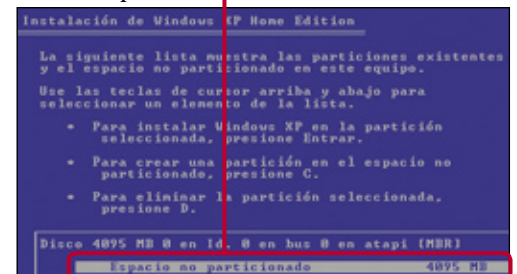 Instalación de Windows XP Home Edition
La siguiente lista muestra las particiones existentes
y el espacio no particionado en este equipo.
Use las teclas de cursor arriba y abajo para
seleccionar un elemento de la lista.
• Para instalar Windows XP en la partición
seleccionada, presione Entrar.
• Para crear una partición en el espacio no
particionado, presione C.
• Para eliminar la partición seleccionada,
presione D.
Disco 4095 MB 0 en Id. 0 en bus 0 en atapi [MBR]
Espacio no particionado 4095 MB